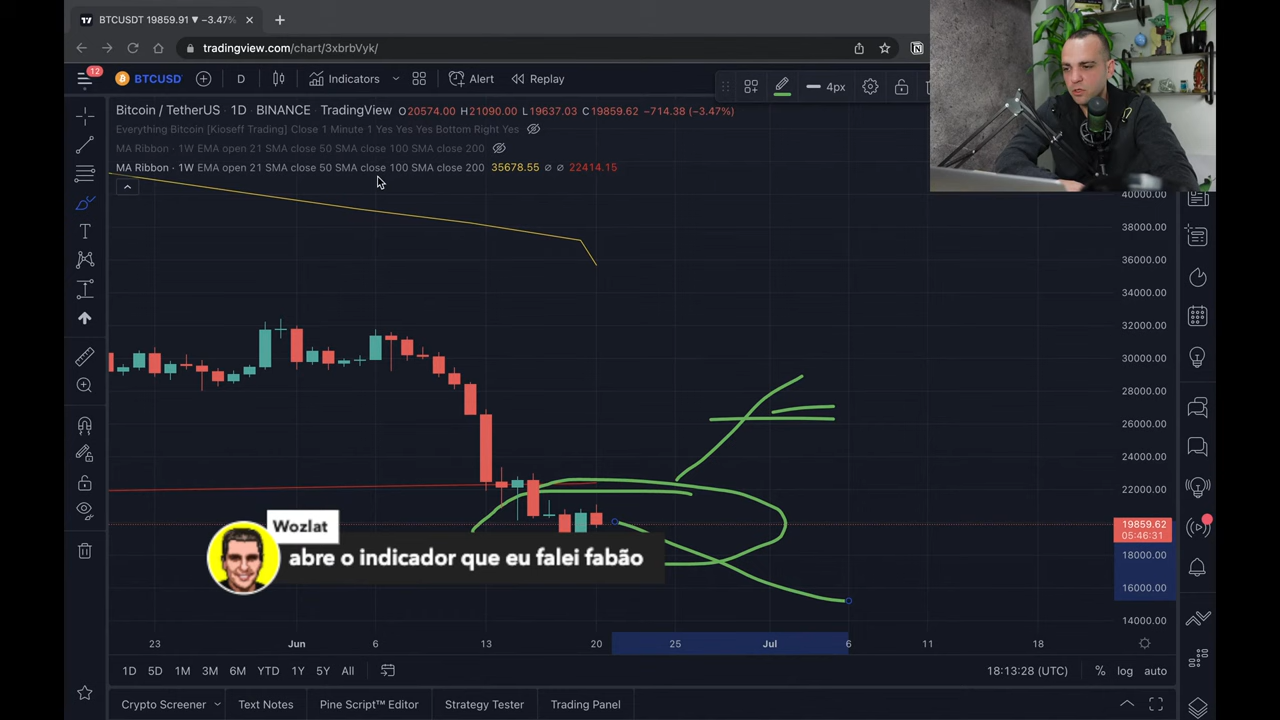 BTCUSDT 19859.91 ▼ −3.47%
tradingview.com/chart/3xbrbVyk/
12
BTCUSD
D
Indicators
Alert
Replay
4px
Bitcoin / TetherUS · 1D · BINANCE · TradingView O20574.00 H21090.00 L19637.03 C19859.62 −714.38 (−3.47%)
Everything Bitcoin [Kioseff Trading] Close 1 Minute 1 Yes Yes Yes Bottom Right Yes
MA Ribbon · 1W EMA open 21 SMA close 50 SMA close 100 SMA close 200
MA Ribbon · 1W EMA open 21 SMA close 50 SMA close 100 SMA close 200 35678.55 ∅ ∅ 22414.15
40000.00
38000.00
36000.00
34000.00
32000.00
30000.00
28000.00
26000.00
24000.00
22000.00
19859.62
05:46:31
18000.00
16000.00
14000.00
Wozlat
abre o indicador que eu falei fabão
23 Jun 6 13 20 25 Jul 6 11 18
1D 5D 1M 3M 6M YTD 1Y 5Y All
18:13:28 (UTC) % log auto
Crypto Screener Text Notes Pine Script™ Editor Strategy Tester Trading Panel